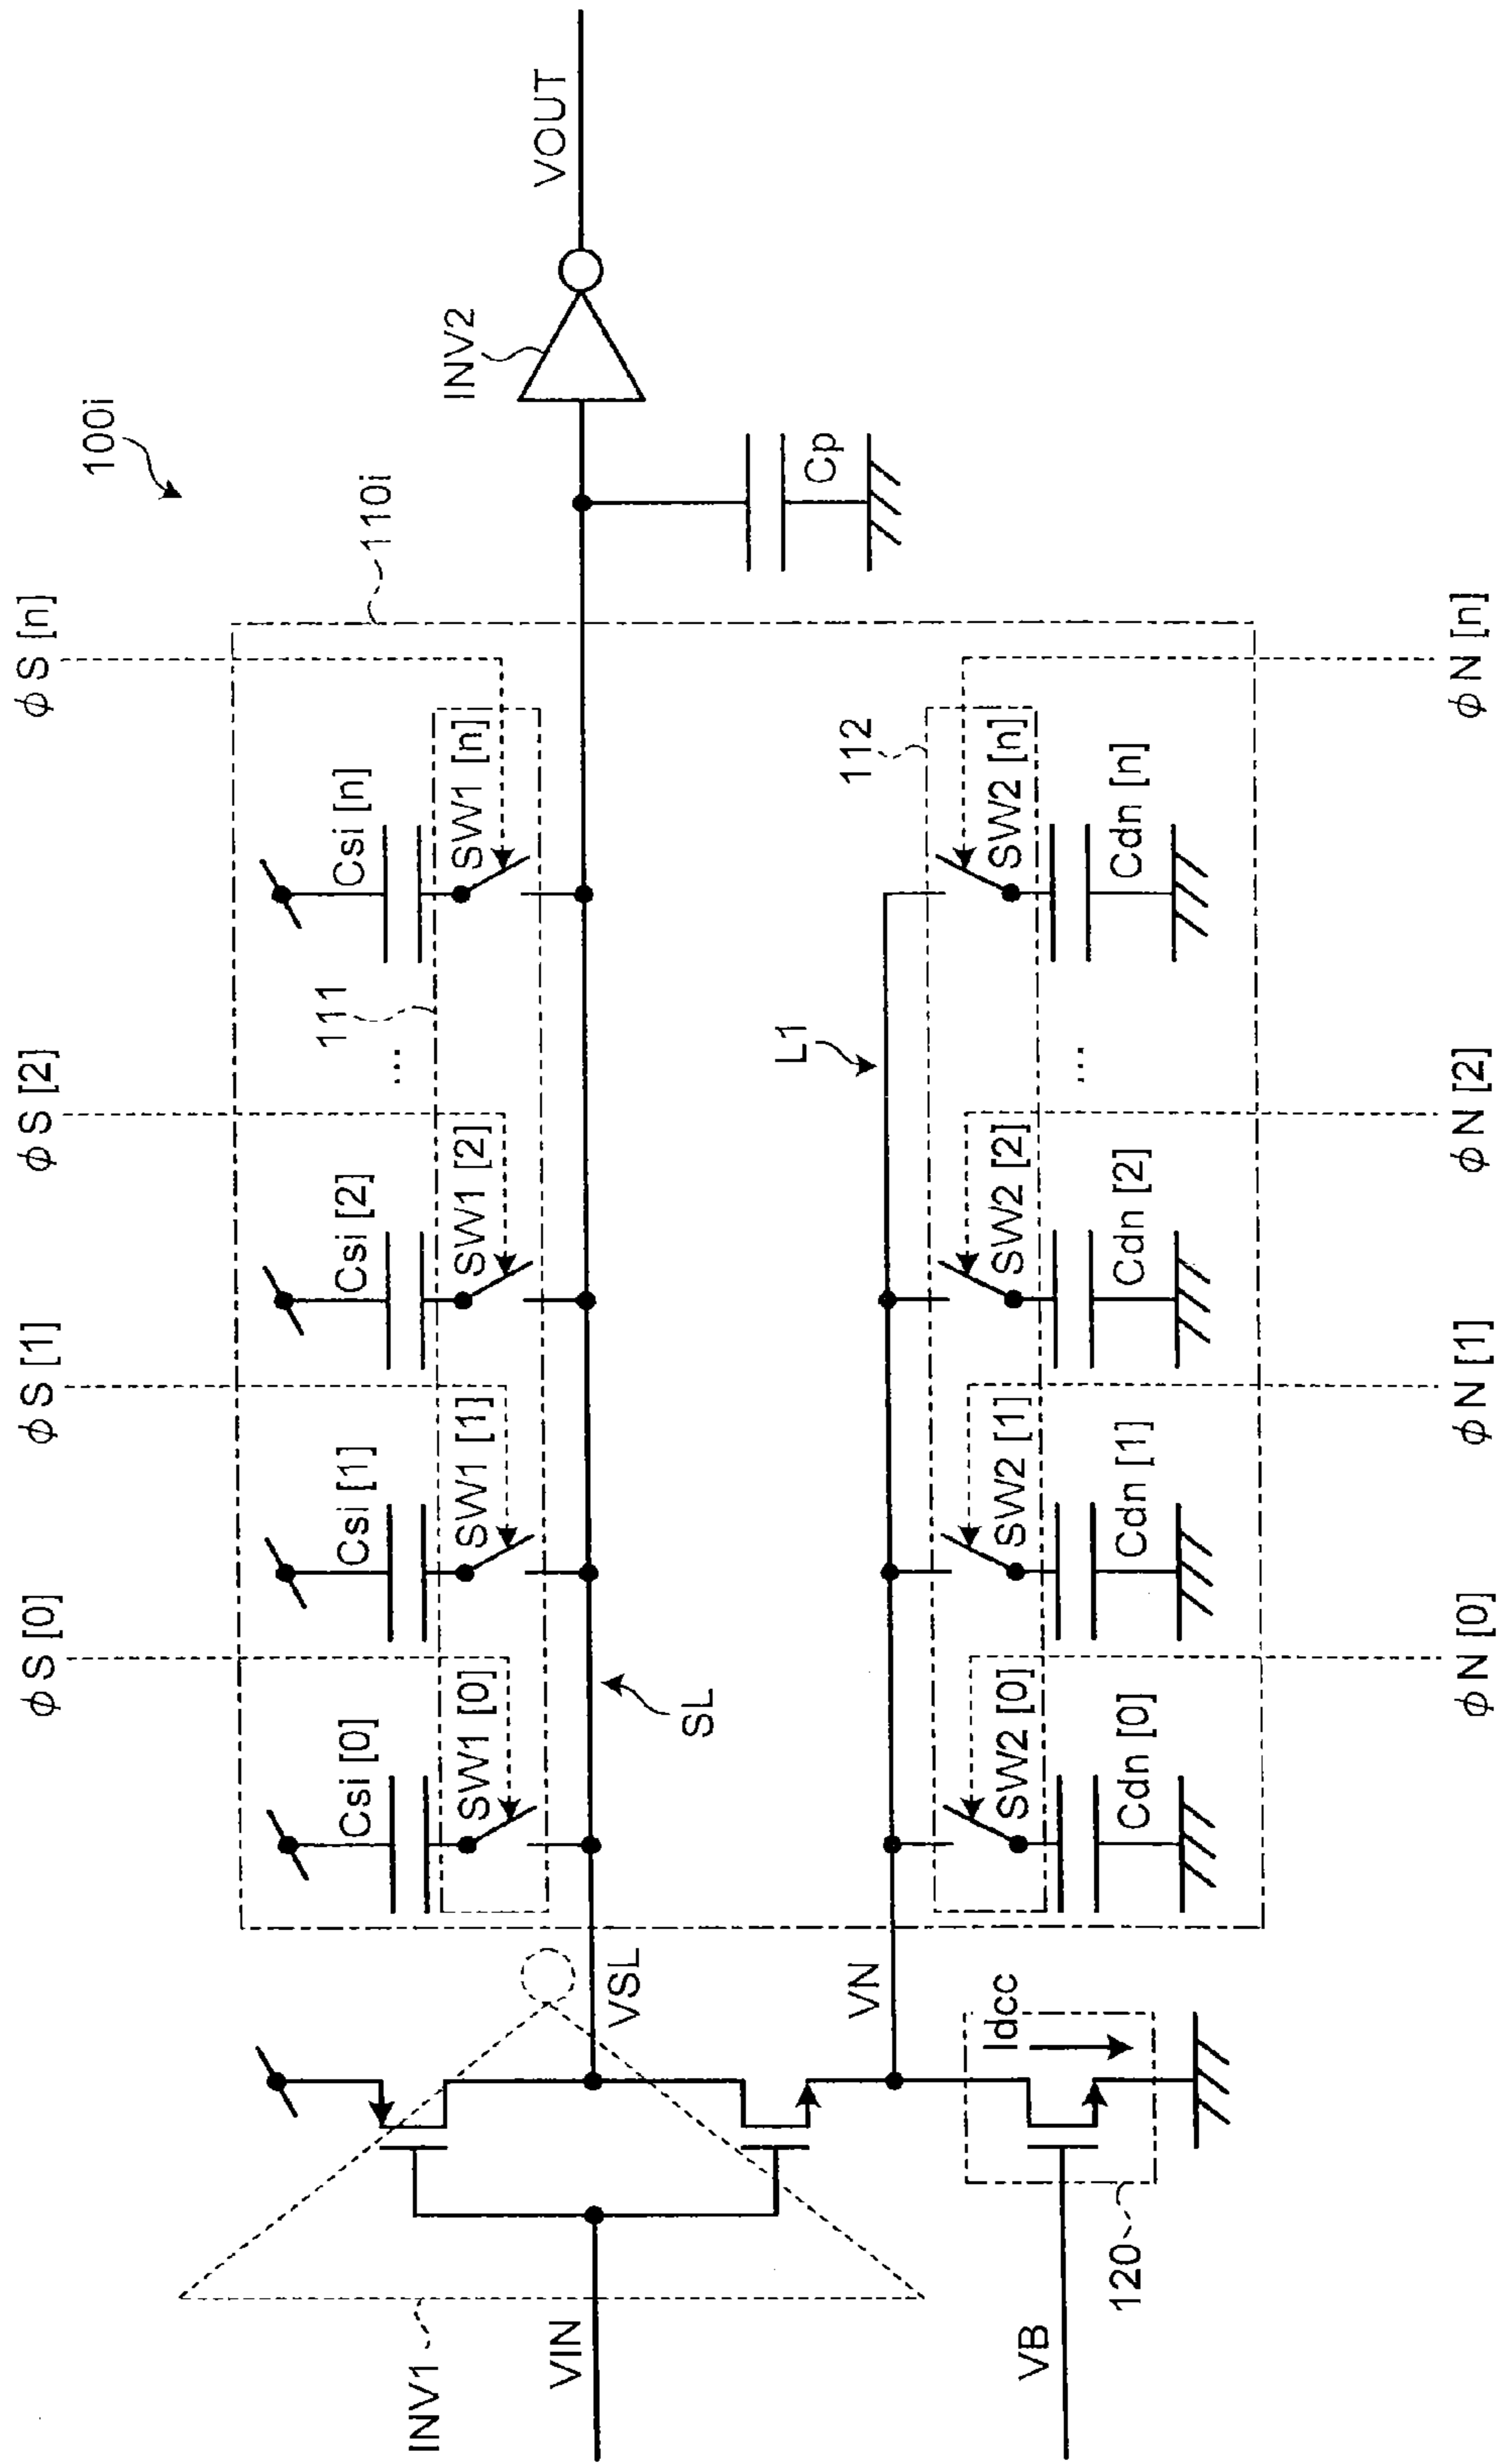 100i
φS [0]
φS [1]
φS [2]
φS [n]
110i
Csi [0]
Csi [1]
Csi [2]
Csi [n]
111
...
SW1 [0]
SW1 [1]
SW1 [2]
SW1 [n]
INV1
INV2
VIN
VSL
SL
VOUT
Cp
L1
112
VN
VB
Idcc
120
SW2 [0]
SW2 [1]
SW2 [2]
SW2 [n]
...
Cdn [0]
Cdn [1]
Cdn [2]
Cdn [n]
φN [0]
φN [1]
φN [2]
φN [n]